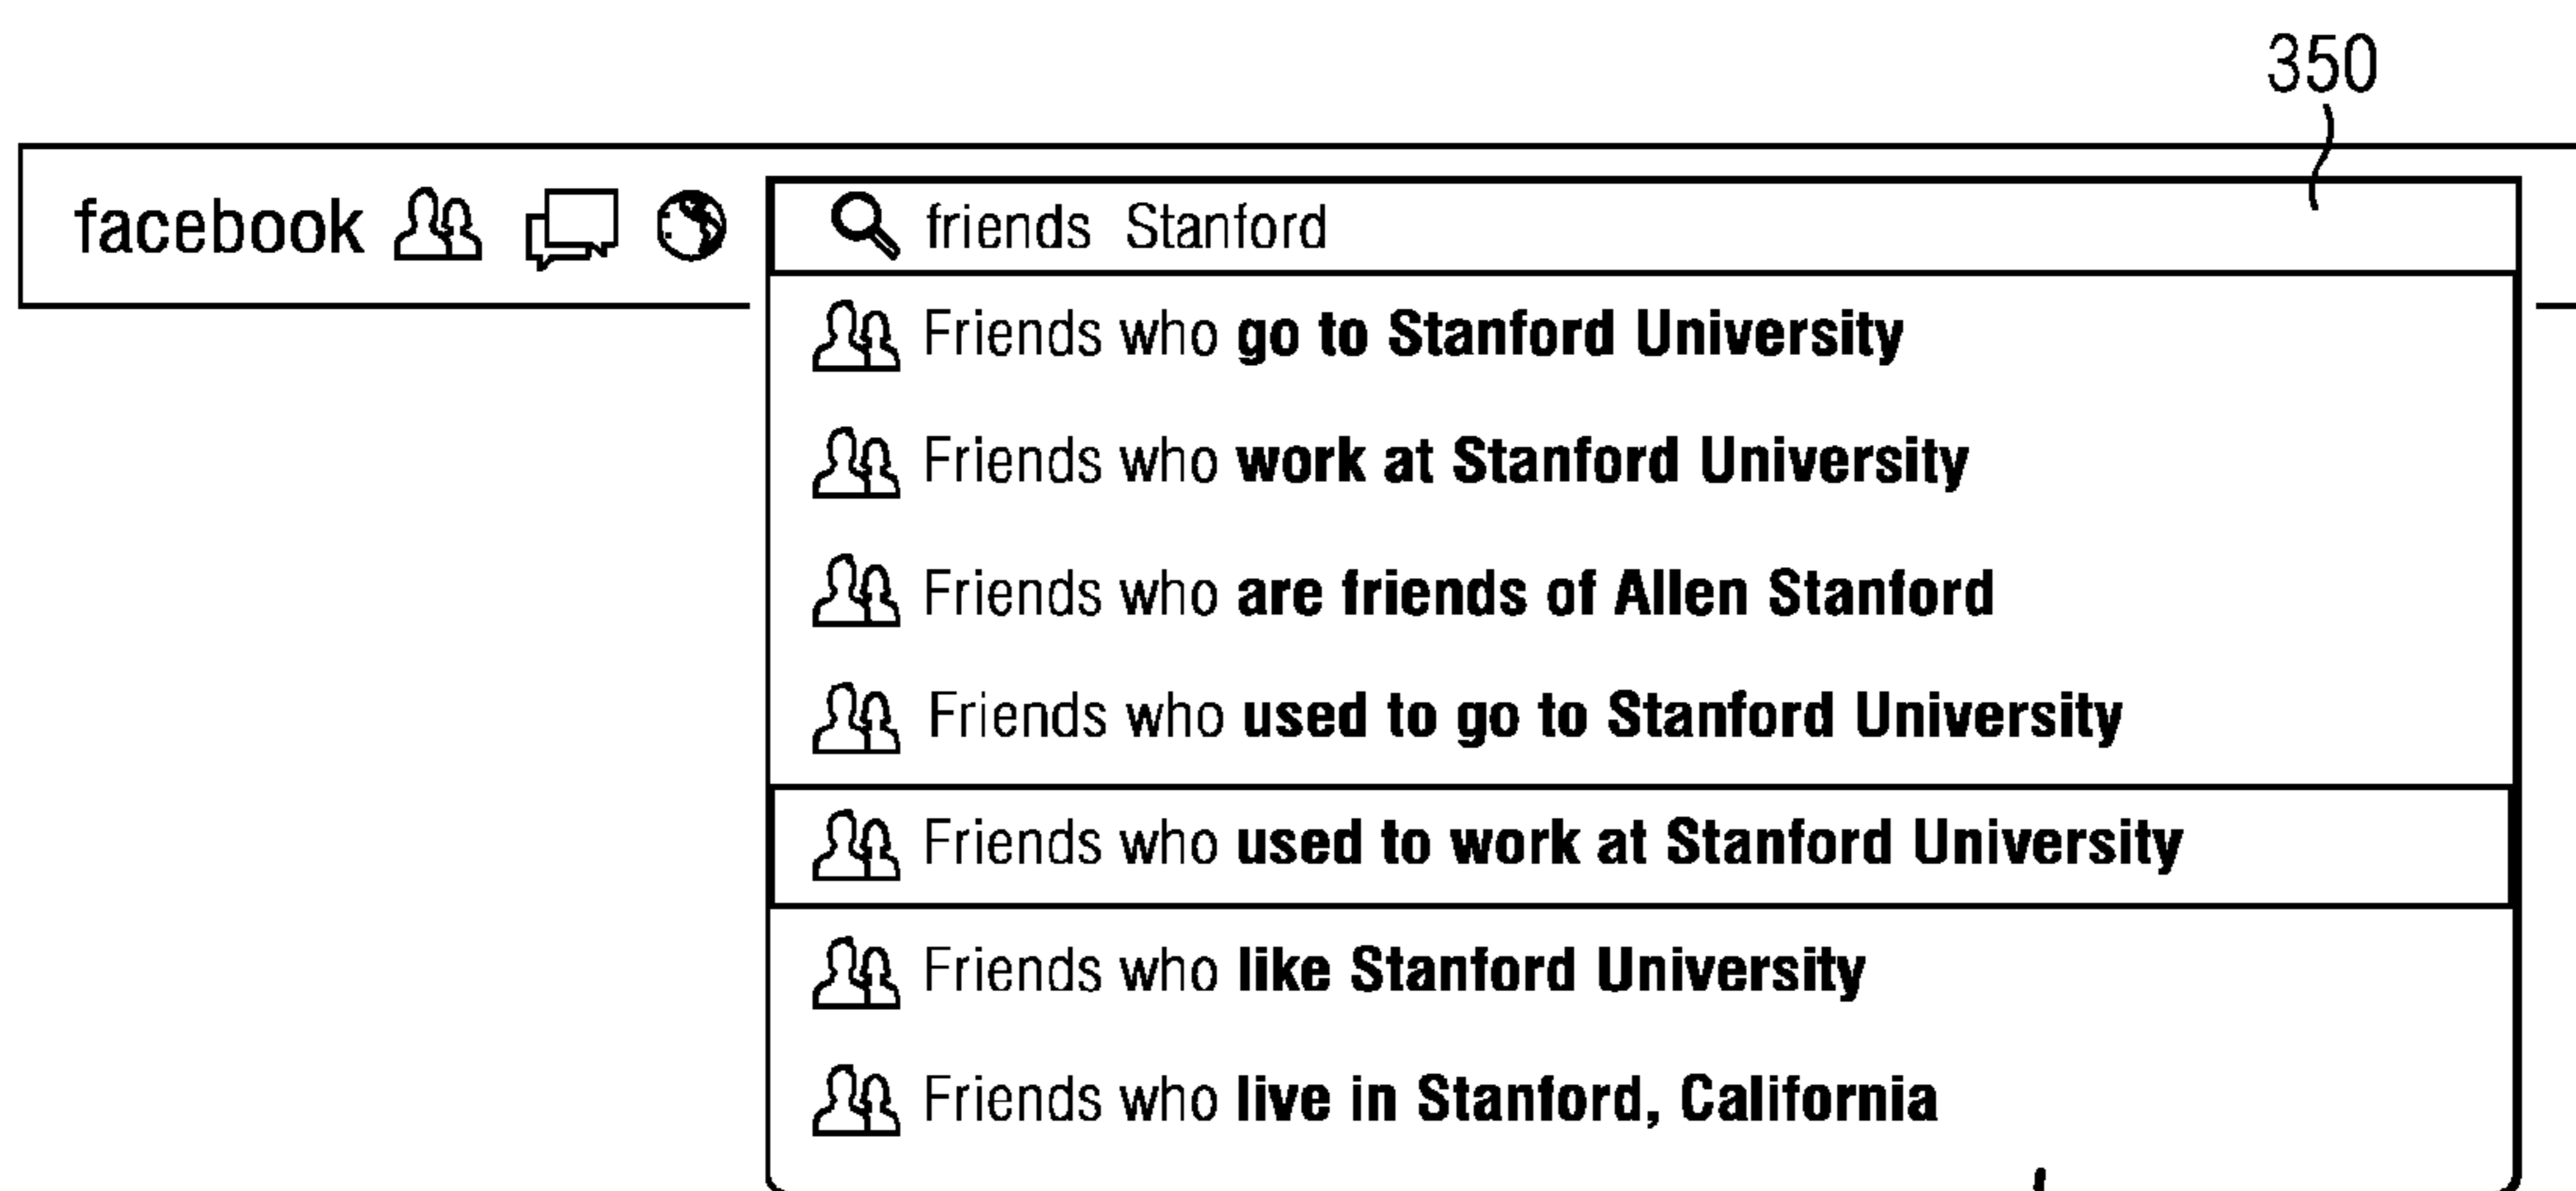 350
facebook friends Stanford
Friends who go to Stanford University
Friends who work at Stanford University
Friends who are friends of Allen Stanford
Friends who used to go to Stanford University
Friends who used to work at Stanford University
Friends who like Stanford University
Friends who live in Stanford, California